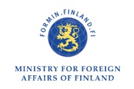 FORMIN.FINLAND.FI
MINISTRY FOR FOREIGN
AFFAIRS OF FINLAND